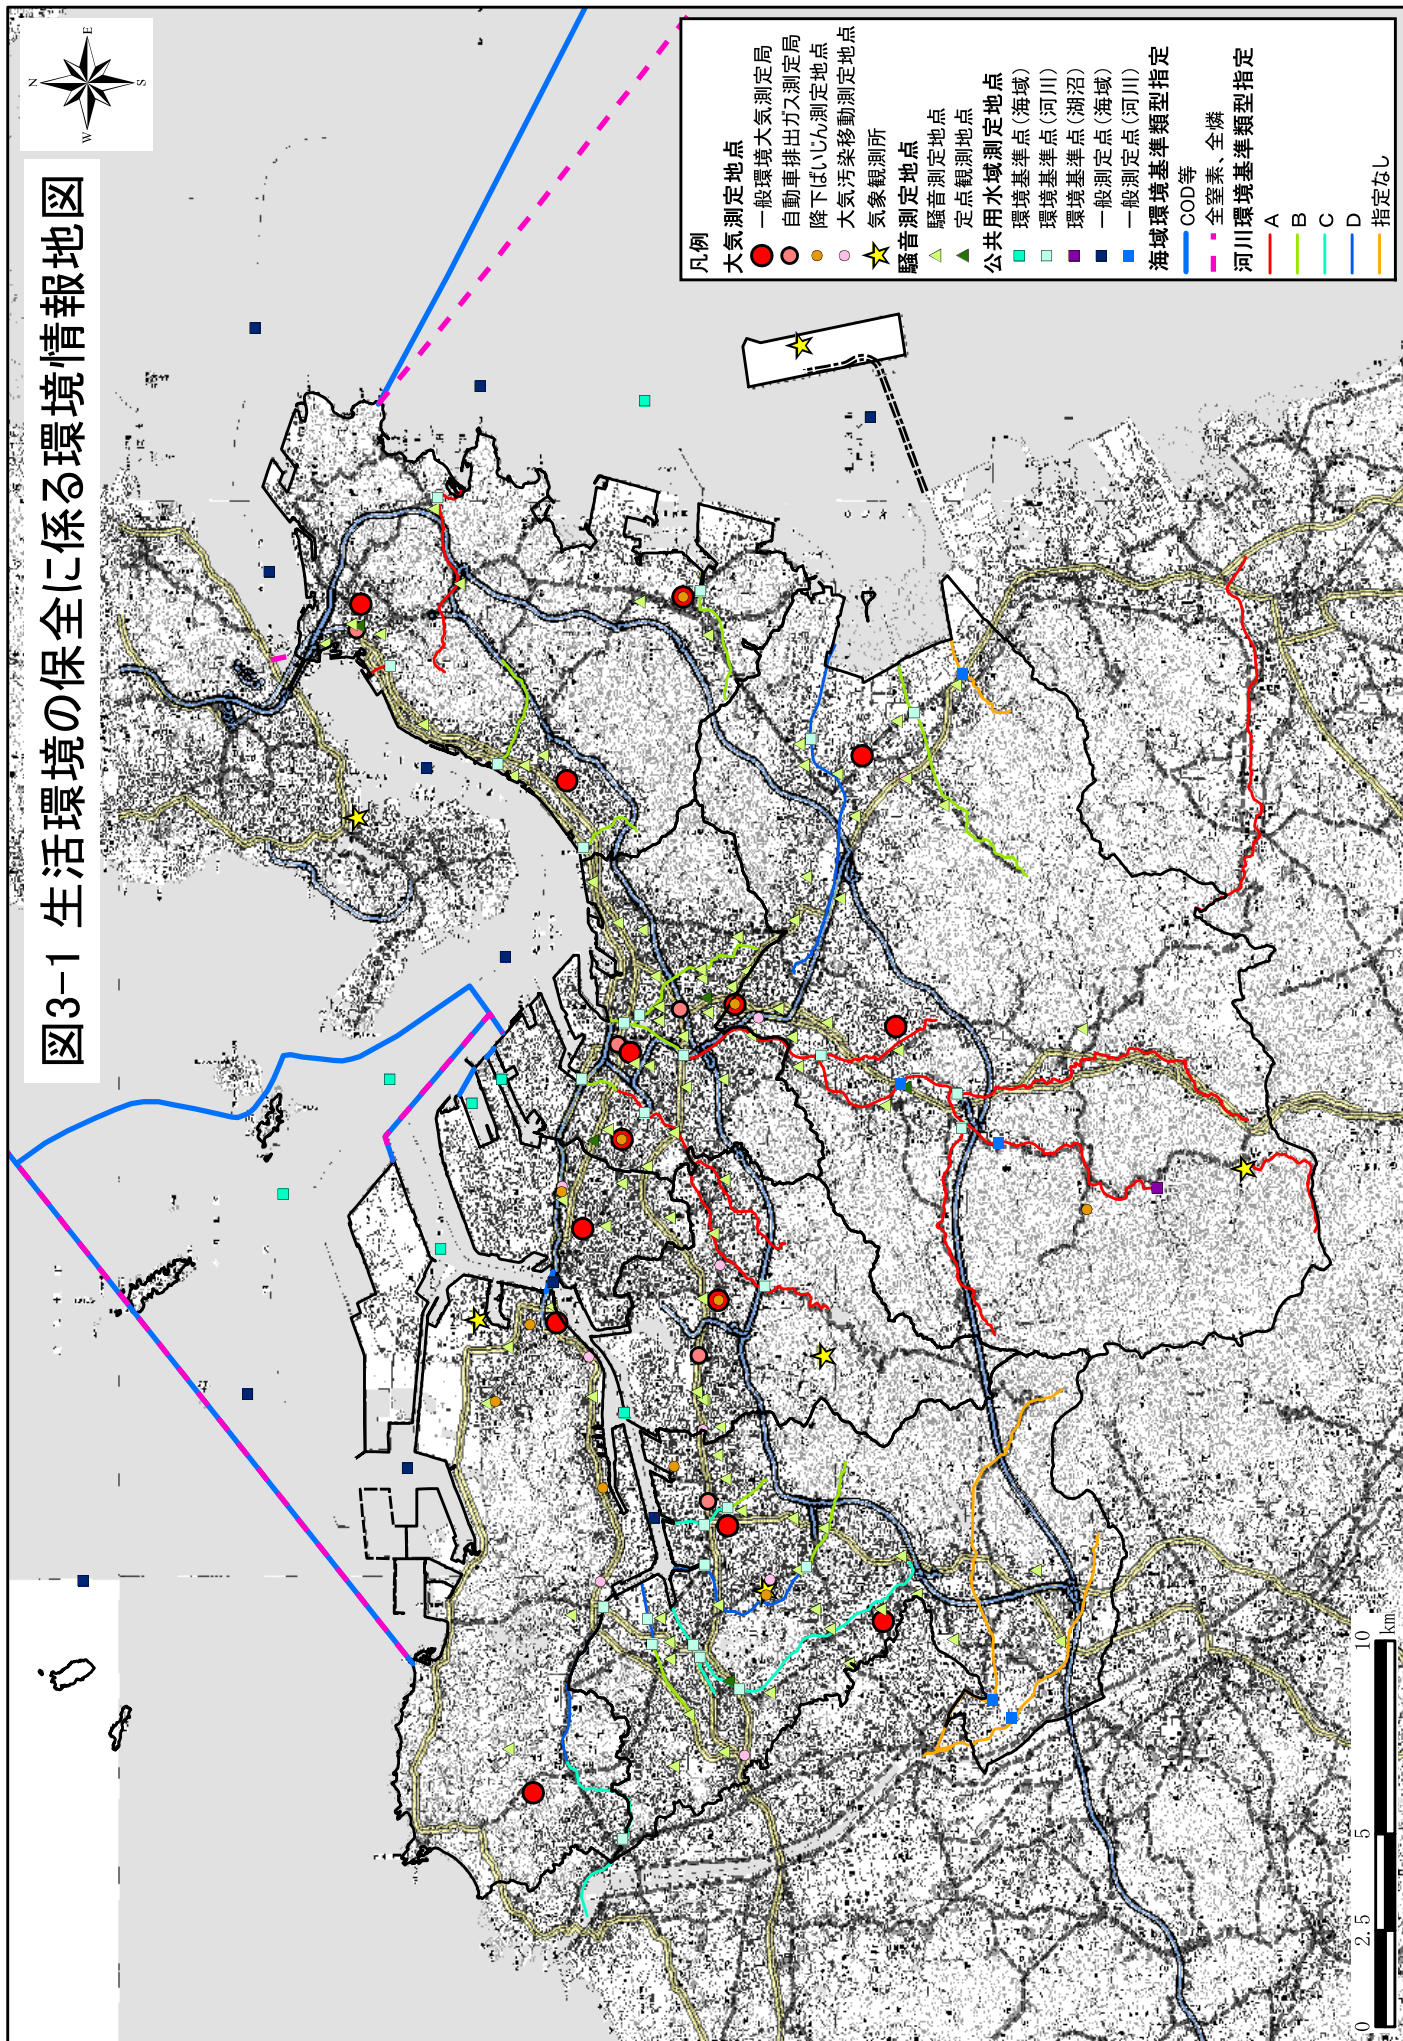 図3-1 生活環境の保全に係る環境情報地図
N
W
E
S
凡例
大気測定地点
一般環境大気測定局
自動車排出ガス測定局
降下ばいじん測定地点
大気汚染移動測定地点
気象観測所
騒音測定地点
騒音測定地点
定点観測地点
公共用水域測定地点
環境基準点(海域)
環境基準点(河川)
環境基準点(湖沼)
一般測定点(海域)
一般測定点(河川)
海域環境基準類型指定
COD等
全窒素、全燐
河川環境基準類型指定
A
B
C
D
指定なし
0 2.5 5 10
km